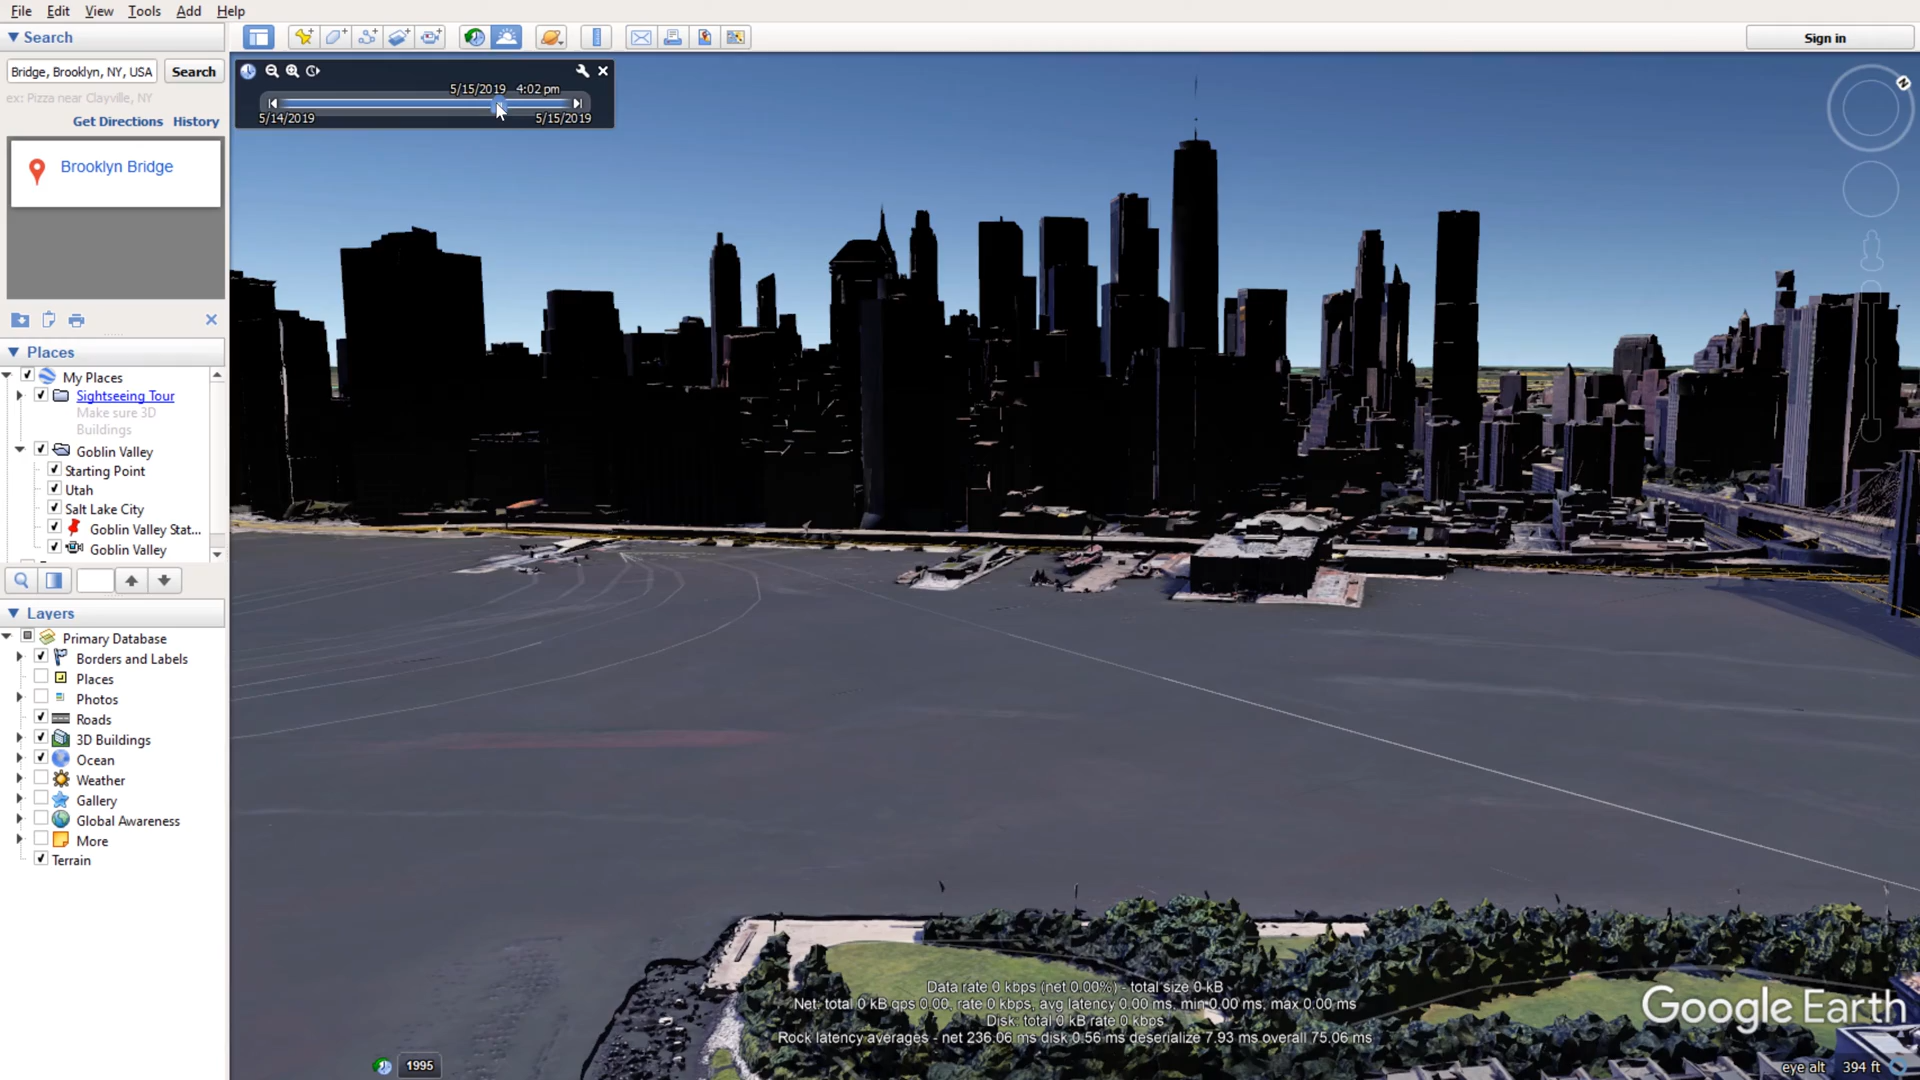 File Edit View Tools Add Help
Search
Sign in
Bridge, Brooklyn, NY, USA Search
ex: Pizza near Clayville, NY
Get Directions History
Brooklyn Bridge
5/15/2019 4:02 pm
5/14/2019 5/15/2019
N
Places
My Places
Sightseeing Tour
Make sure 3D
Buildings
Goblin Valley
Starting Point
Utah
Salt Lake City
Goblin Valley Stat...
Goblin Valley
Layers
Primary Database
Borders and Labels
Places
Photos
Roads
3D Buildings
Ocean
Weather
Gallery
Global Awareness
More
Terrain
Data rate 0 kbps (net 0.00%) - total size 0 kB
Net: total 0 kB qps 0.00, rate 0 kbps, avg latency 0.00 ms, min 0.00 ms, max 0.00 ms
Disk: total 0 kB rate 0 kbps
Rock latency averages - net 236.06 ms disk 0.56 ms deserialize 7.93 ms overall 75.06 ms
Google Earth
1995
eye alt 394 ft